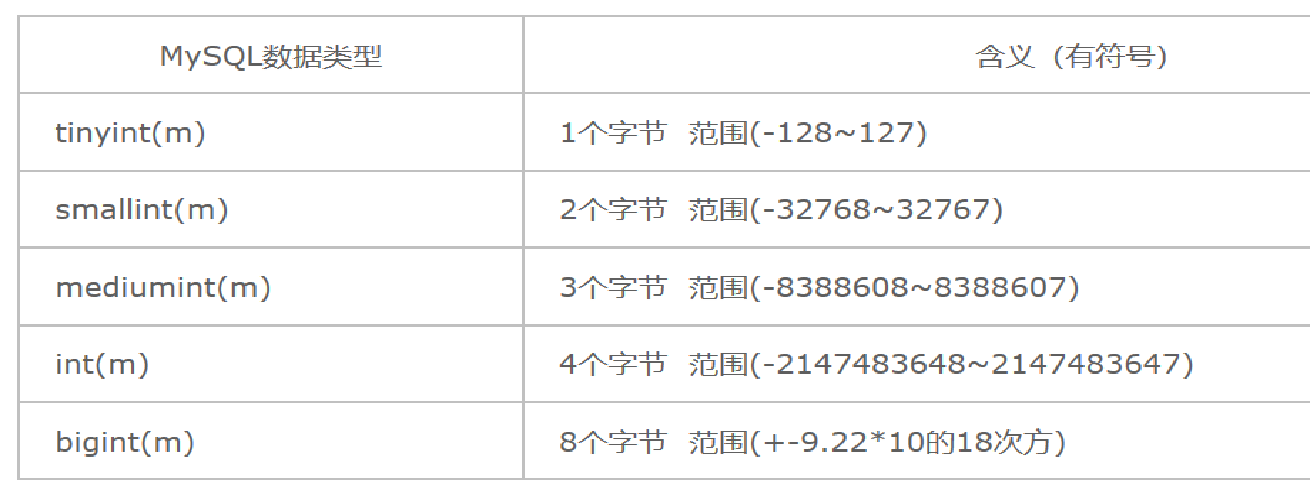 MySQL数据类型 含义（有符号）
tinyint(m) 1个字节 范围(-128~127)
smallint(m) 2个字节 范围(-32768~32767)
mediumint(m) 3个字节 范围(-8388608~8388607)
int(m) 4个字节 范围(-2147483648~2147483647)
bigint(m) 8个字节 范围(+-9.22*10的18次方)